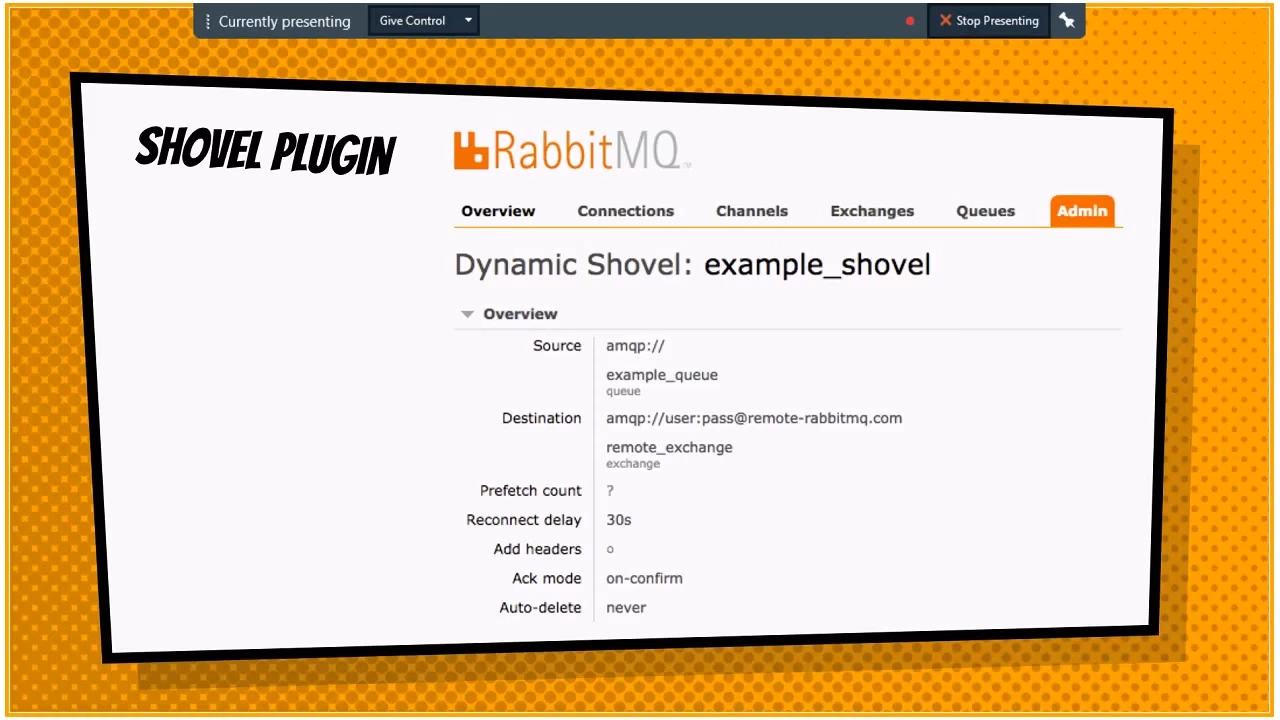 Currently presenting
Give Control
Stop Presenting
SHOVEL PLUGIN
RabbitMQ™
Overview Connections Channels Exchanges Queues Admin
Dynamic Shovel: example_shovel
Overview
Source amqp://
example_queue
queue
Destination amqp://user:pass@remote-rabbitmq.com
remote_exchange
exchange
Prefetch count ?
Reconnect delay 30s
Add headers ○
Ack mode on-confirm
Auto-delete never